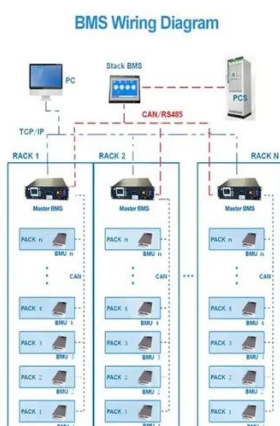 BMS Wiring Diagram
PC
Stack BMS
PCS
CAN/RS485
TCP/IP
RACK 1
RACK 2
RACK N
Master BMS
Master BMS
Master BMS
PACK n
BMU n
PACK n
BMU n
PACK n
BMU n
CAN
CAN
CAN
PACK 4
BMU 4
PACK 4
BMU 4
PACK 4
BMU 4
PACK 3
BMU 3
PACK 3
BMU 3
PACK 3
BMU 3
PACK 2
BMU 2
PACK 2
BMU 2
PACK 2
BMU 2
PACK 1
PACK 1
PACK 1